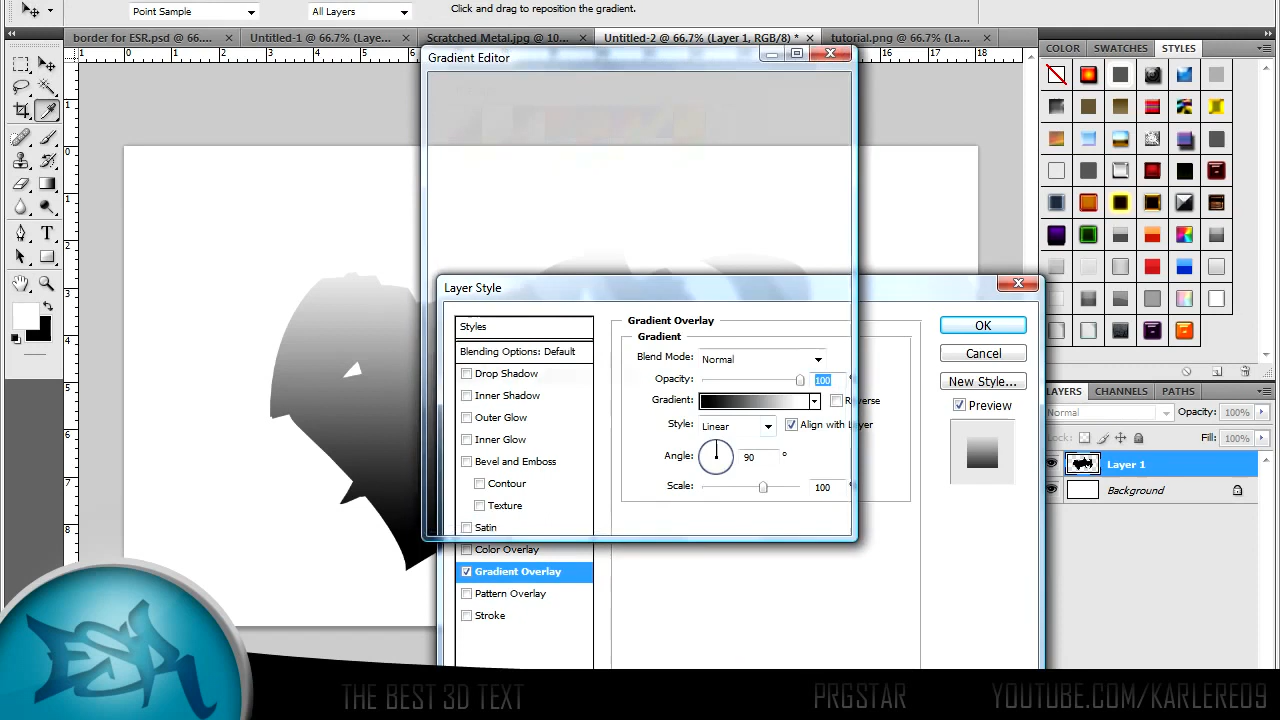 Point Sample
All Layers
Click and drag to reposition the gradient.
border for ESR.psd @ 66....
Untitled-1 @ 66.7% (Laye...
Scratched Metal.jpg @ 10...
Untitled-2 @ 66.7% (Layer 1, RGB/8) *
tutorial.png @ 66.7% (La...
Gradient Editor
COLOR
SWATCHES
STYLES
Layer Style
Styles
Blending Options: Default
Drop Shadow
Inner Shadow
Outer Glow
Inner Glow
Bevel and Emboss
Contour
Texture
Satin
Color Overlay
Gradient Overlay
Pattern Overlay
Stroke
Gradient Overlay
Gradient
Blend Mode: Normal
Opacity: 100
Gradient: Reverse
Style: Linear Align with Layer
Angle: 90 °
Scale: 100
OK
Cancel
New Style...
Preview
LAYERS
CHANNELS
PATHS
Normal
Opacity: 100%
Lock:
Fill: 100%
Layer 1
Background
ESR
THE BEST 3D TEXT
PRGSTAR
YOUTUBE.COM/KARLERE09